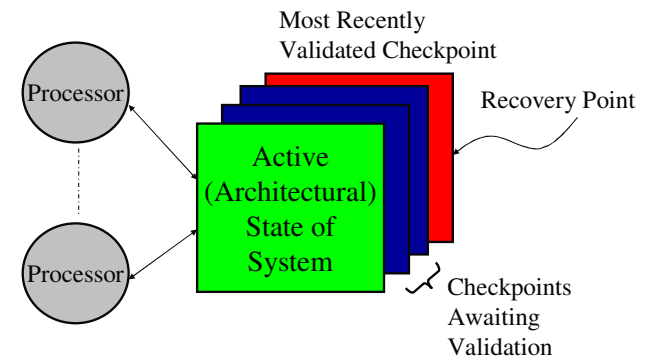 Most Recently
Validated Checkpoint
Processor
Recovery Point
Active
(Architectural)
State of
System
Processor
Checkpoints
Awaiting
Validation